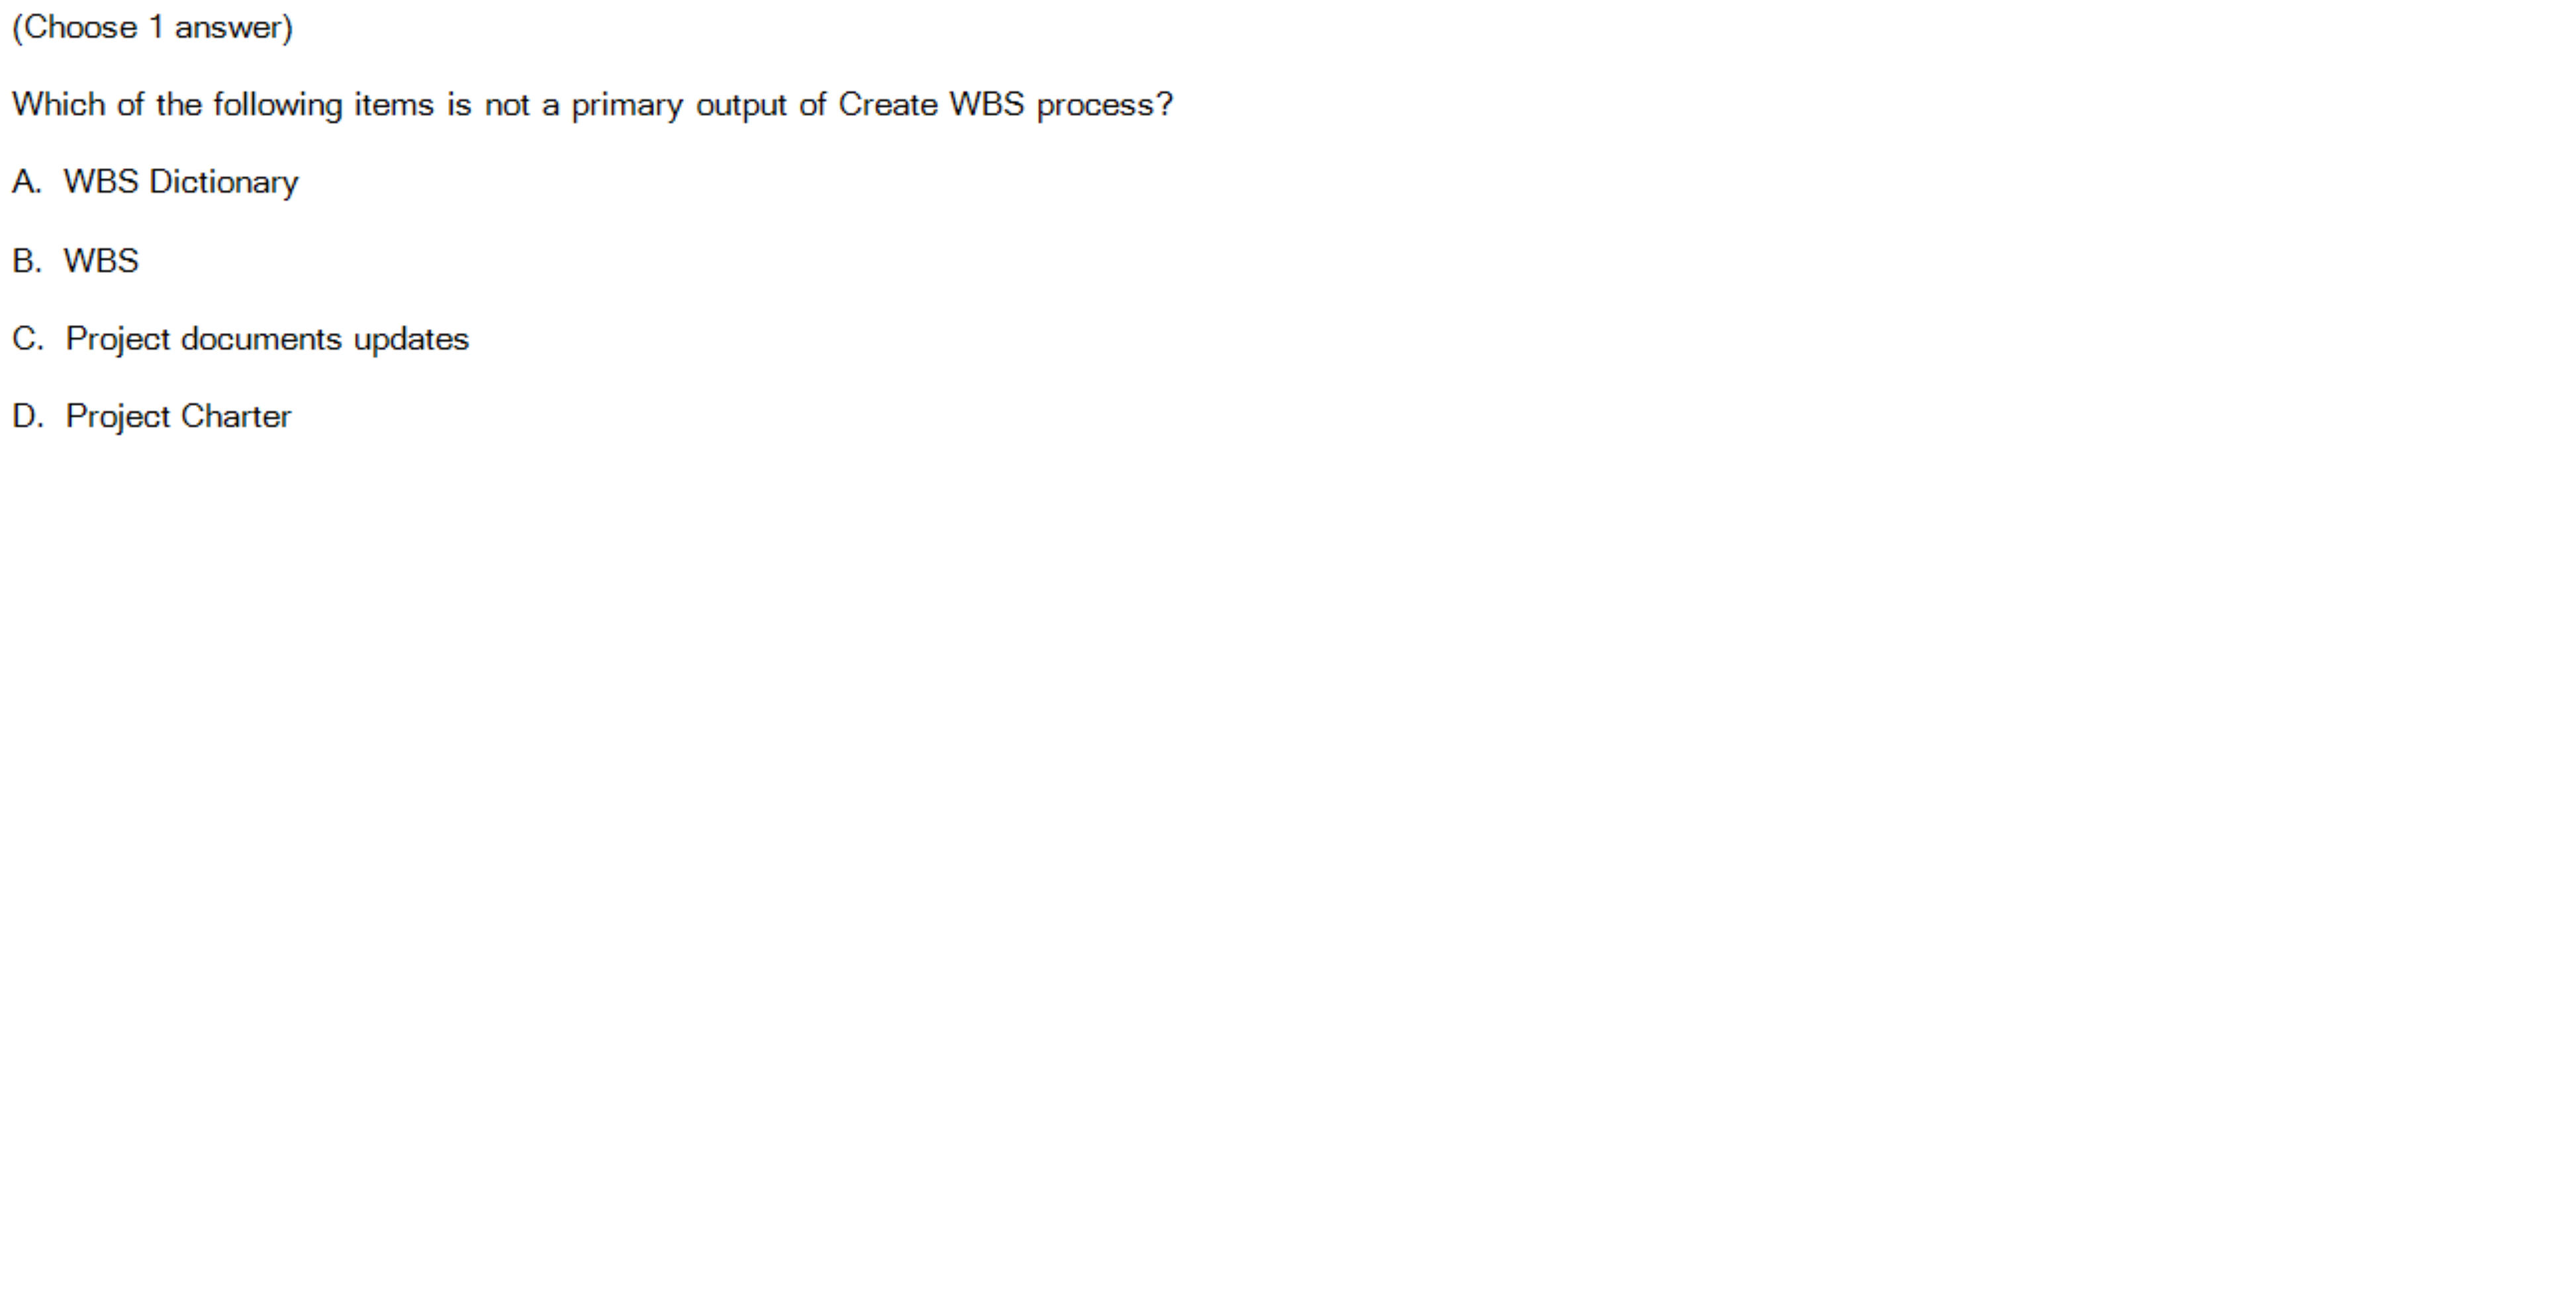 (Choose 1 answer)
Which of the following items is not a primary output of Create WBS process?
A. WBS Dictionary
B. WBS
C. Project documents updates
D. Project Charter